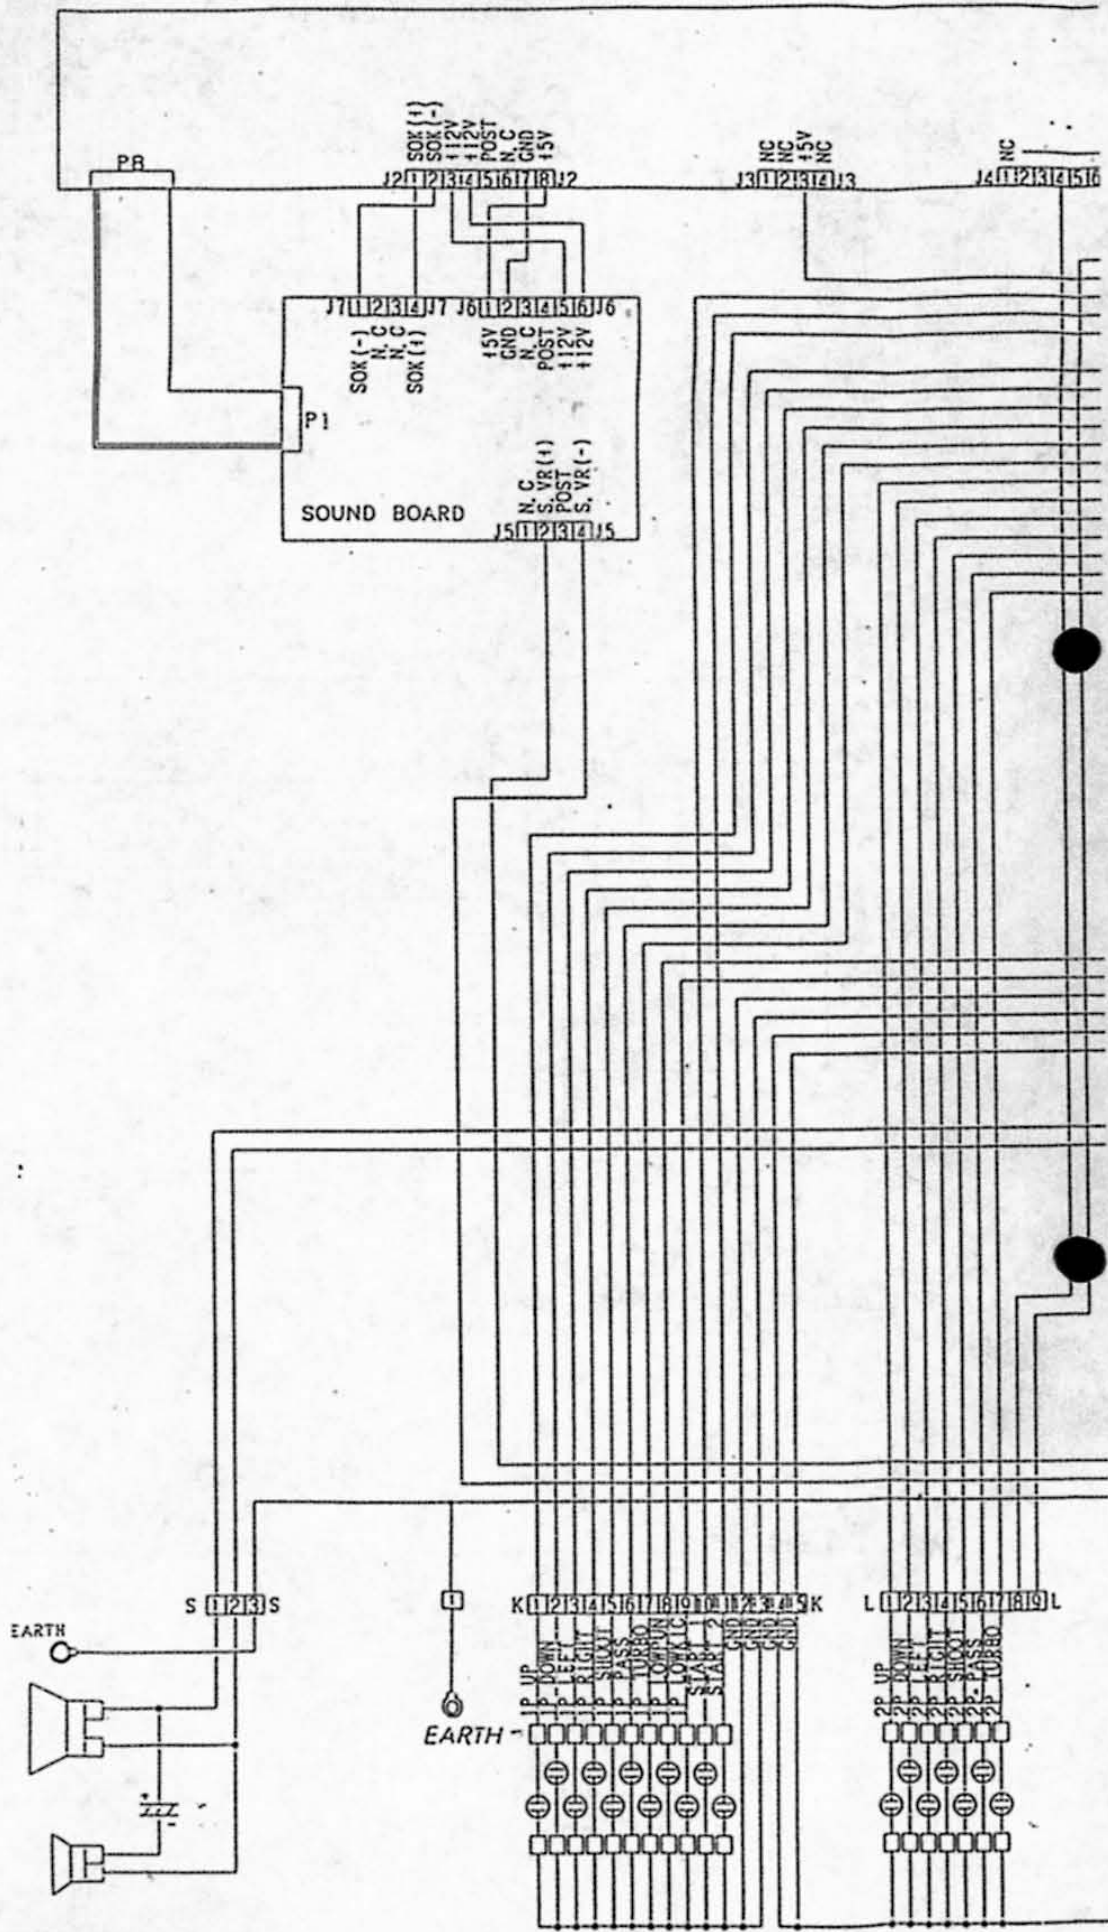 P8
SOK(+)
SOK(-)
+12V
+12V
POST
N.C
GND
+5V
J2 1 2 3 4 5 6 7 8 J2
NC
NC
+5V
NC
J3 1 2 3 4 J3
NC
J4 1 2 3 4 5 6
J7 1 2 3 4 J7
J6 1 2 3 4 5 6 J6
SOK(-)
N.C
N.C
SOK(+)
+5V
GND
N.C
POST
+12V
+12V
P1
N.C
S.VR(+)
POST
S.VR(-)
SOUND BOARD
J5 1 2 3 4 J5
S 1 2 3 S
1
K 1 2 3 4 5 6 7 8 9 10 11 12 13 14 15 K
L 1 2 3 4 5 6 7 8 9 L
EARTH
EARTH
1P UP
1P DOWN
1P LEFT
1P RIGHT
1P SHOOT
1P PASS
1P TURBO
START 1
START 2
GND
GND
GND
GND
2P UP
2P DOWN
2P LEFT
2P RIGHT
2P SHOOT
2P PASS
2P TURBO
+
-